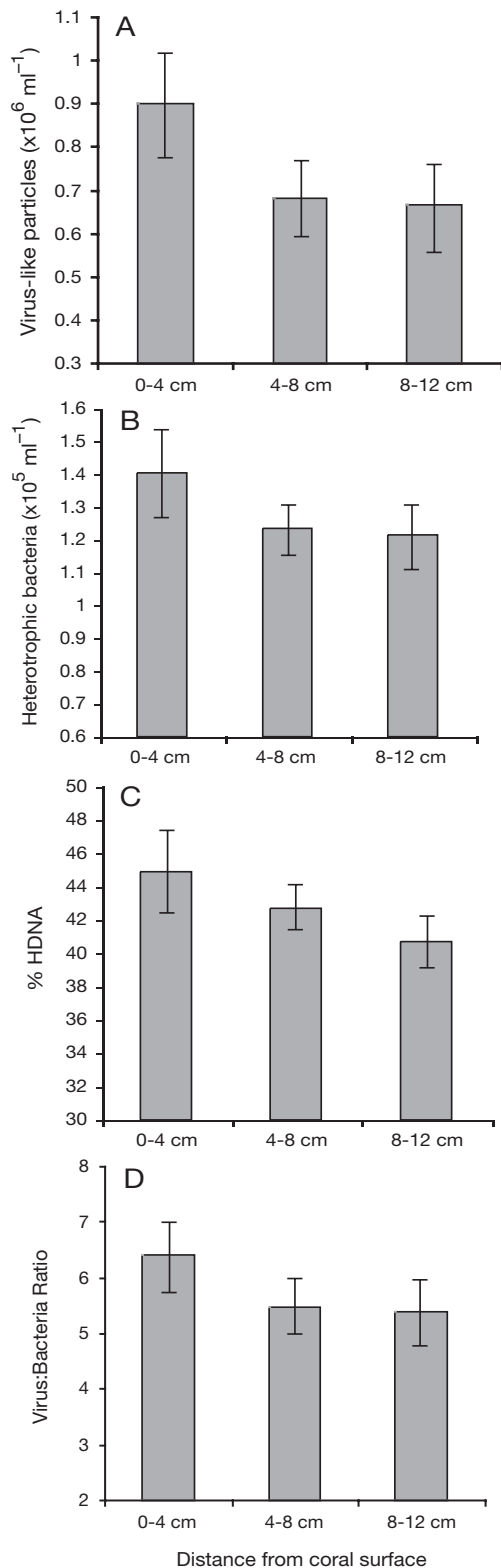 A
Virus-like particles (x10⁶ ml⁻¹)
1.1
1
0.9
0.8
0.7
0.6
0.5
0.4
0.3
0-4 cm 4-8 cm 8-12 cm
B
Heterotrophic bacteria (x10⁵ ml⁻¹)
1.6
1.5
1.4
1.3
1.2
1.1
1
0.9
0.8
0.7
0.6
0-4 cm 4-8 cm 8-12 cm
C
% HDNA
50
48
46
44
42
40
38
36
34
32
30
0-4 cm 4-8 cm 8-12 cm
D
Virus:Bacteria Ratio
8
7
6
5
4
3
2
0-4 cm 4-8 cm 8-12 cm
Distance from coral surface